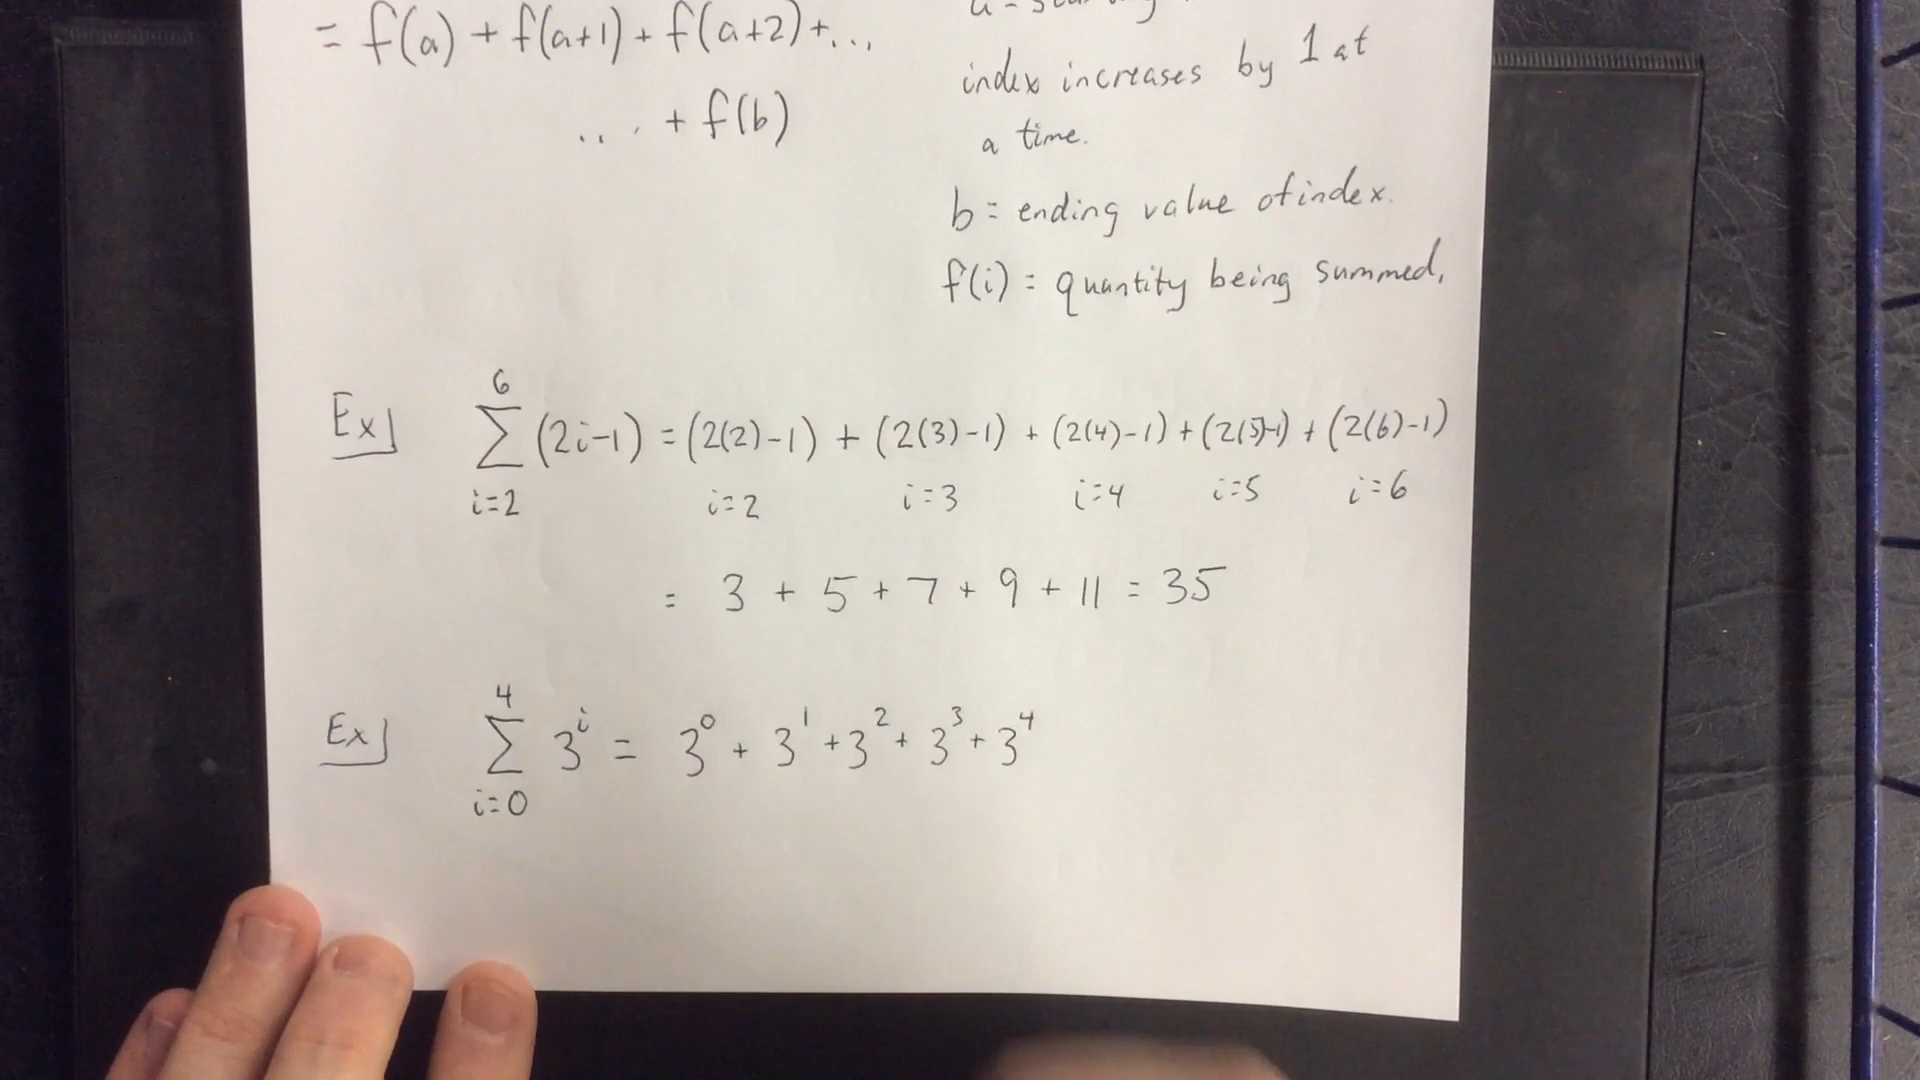 = f(a) + f(a+1) + f(a+2) + ...
... + f(b)
a =
index increases by 1 at
a time.
b = ending value of index.
f(i) = quantity being summed.
Ex] 6
∑ (2i-1) = (2(2)-1) + (2(3)-1) + (2(4)-1) + (2(5)-1) + (2(6)-1)
i=2 i=2 i=3 i=4 i=5 i=6
= 3 + 5 + 7 + 9 + 11 = 35
Ex] 4
∑ 3^i = 3^0 + 3^1 + 3^2 + 3^3 + 3^4
i=0